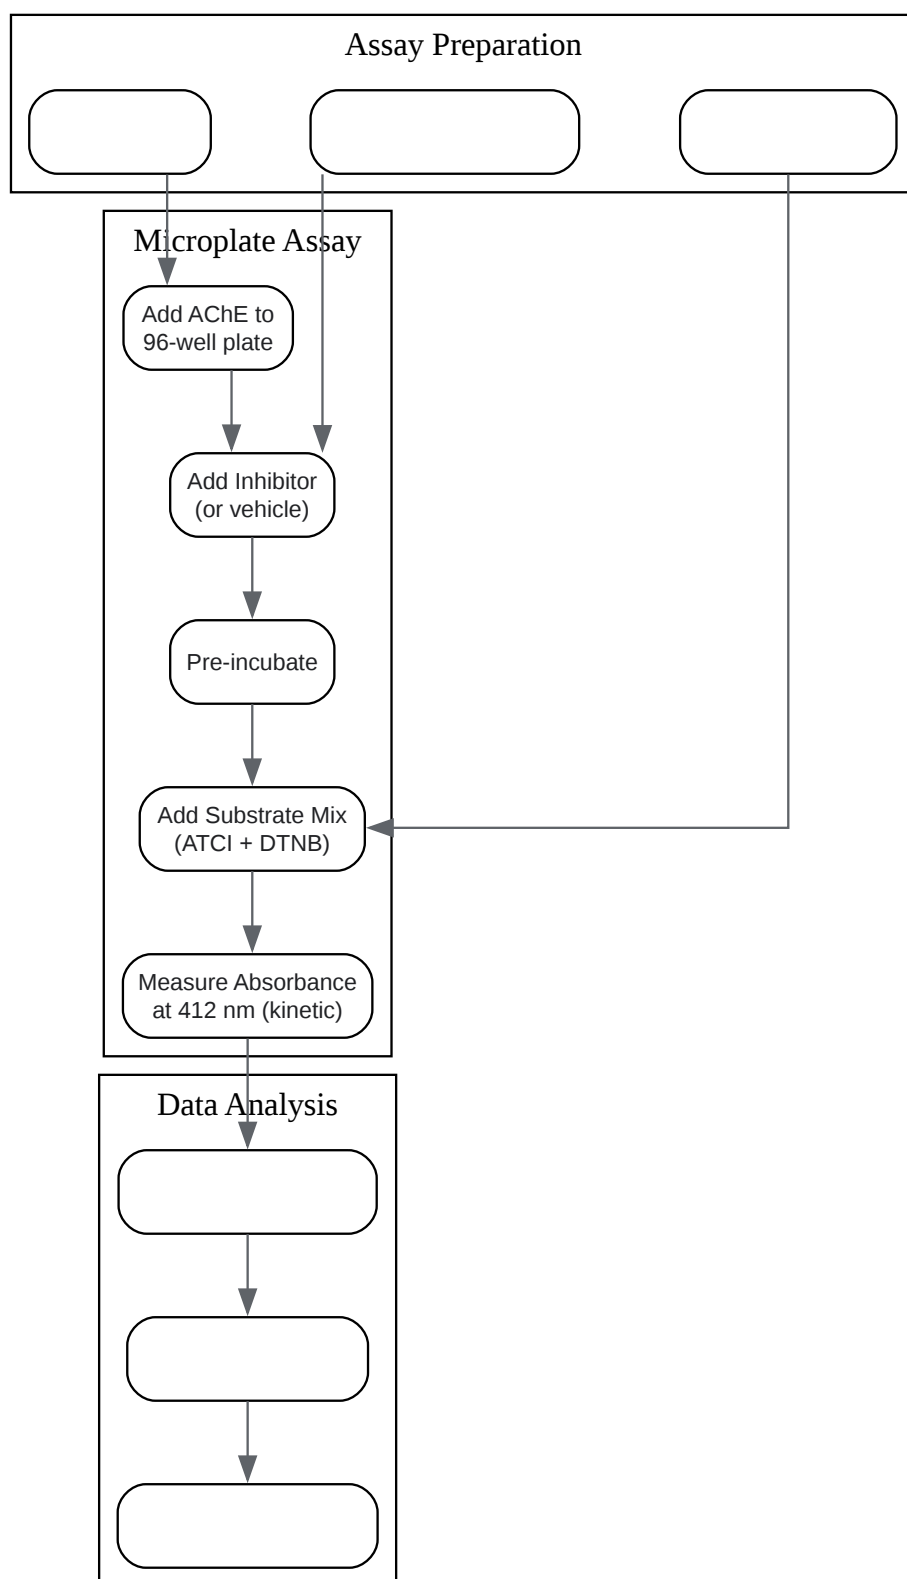 Assay Preparation
Microplate Assay
Add AChE to
96-well plate
Add Inhibitor
(or vehicle)
Pre-incubate
Add Substrate Mix
(ATCI + DTNB)
Measure Absorbance
at 412 nm (kinetic)
Data Analysis